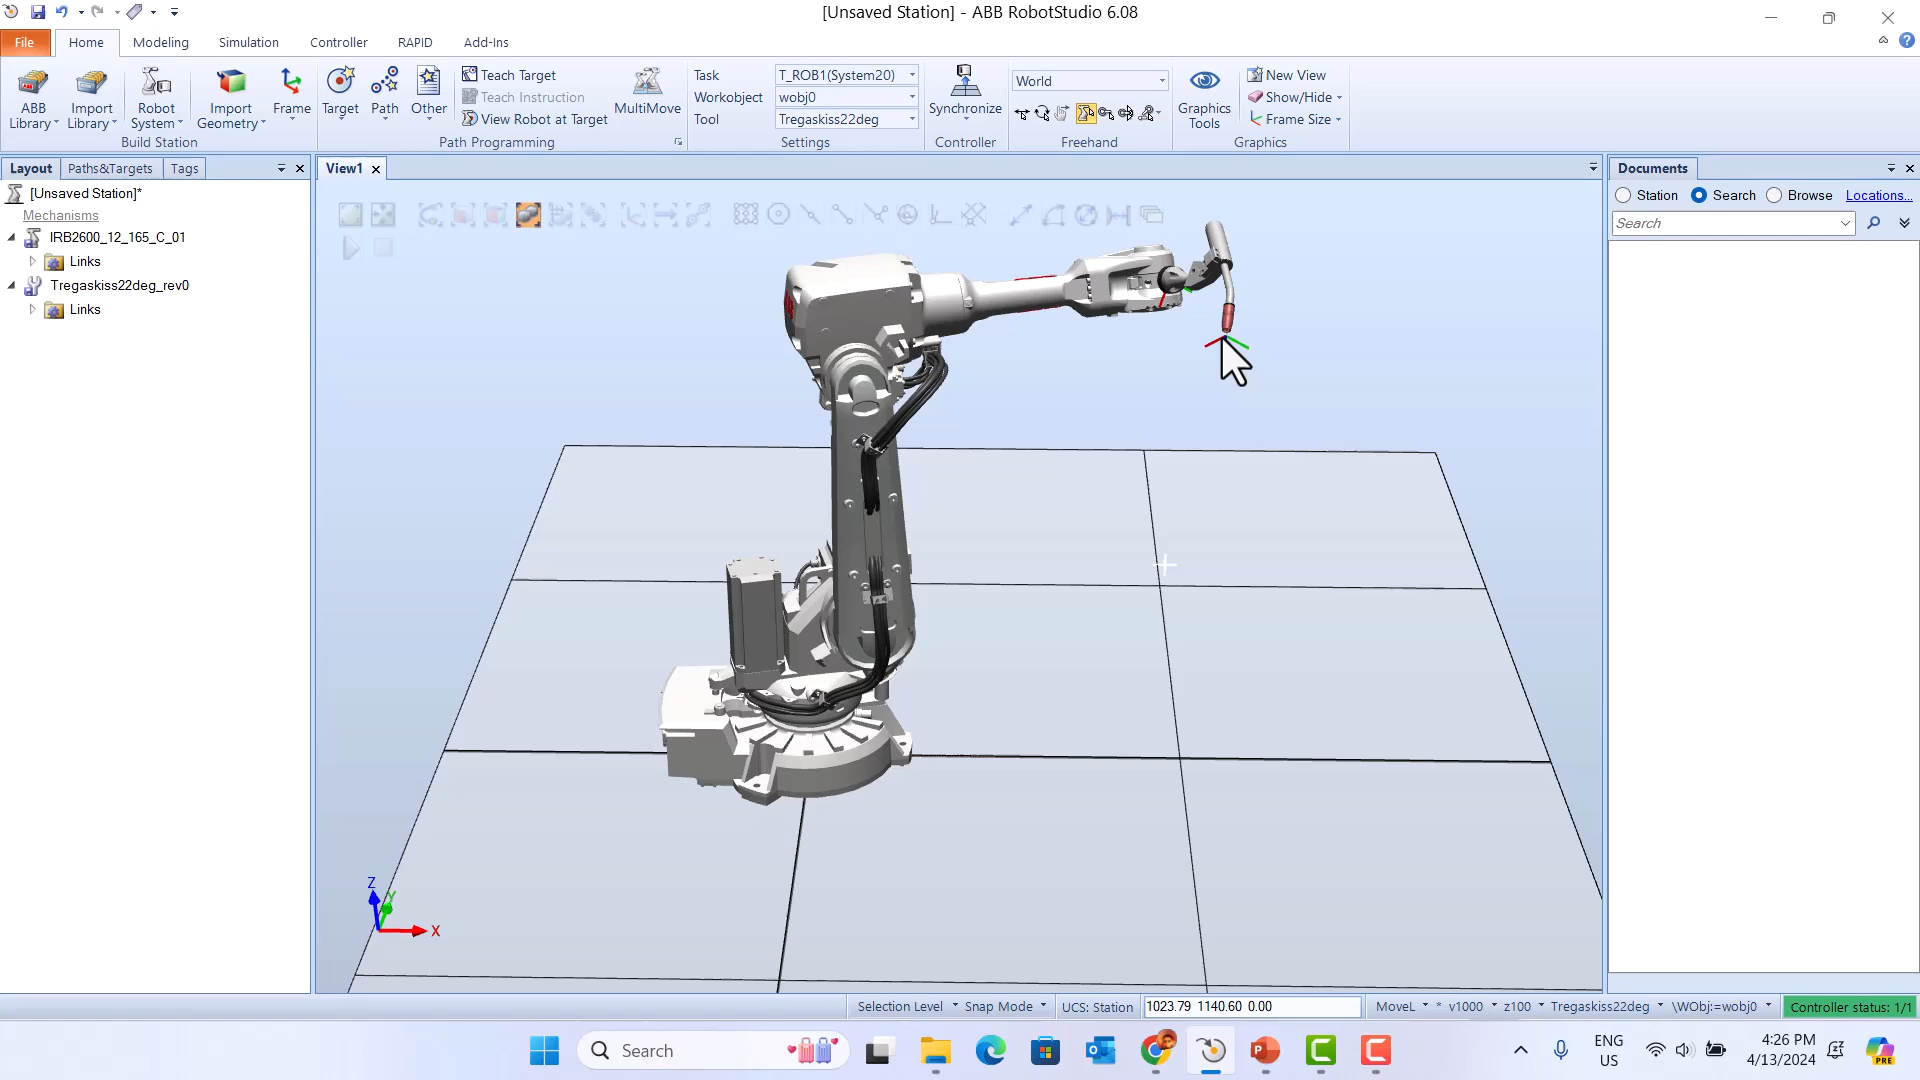 [Unsaved Station] - ABB RobotStudio 6.08
File Home Modeling Simulation Controller RAPID Add-Ins
ABB Library
Import Library
Robot System
Import Geometry
Frame
Build Station
Target
Path
Other
Teach Target
Teach Instruction
View Robot at Target
MultiMove
Path Programming
Task T_ROB1(System20)
Workobject wobj0
Tool Tregaskiss22deg
Settings
Synchronize
Controller
World
Freehand
Graphics Tools
New View
Show/Hide
Frame Size
Graphics
Layout Paths&Targets Tags
[Unsaved Station]*
Mechanisms
IRB2600_12_165_C_01
Links
Tregaskiss22deg_rev0
Links
View1
Z
Y
X
Documents
Station Search Browse Locations...
Search
Selection Level Snap Mode UCS: Station 1023.79 1140.60 0.00 MoveL * v1000 z100 Tregaskiss22deg \WObj:=wobj0 Controller status: 1/1
Search
ENG
US
4:26 PM
4/13/2024
PRE